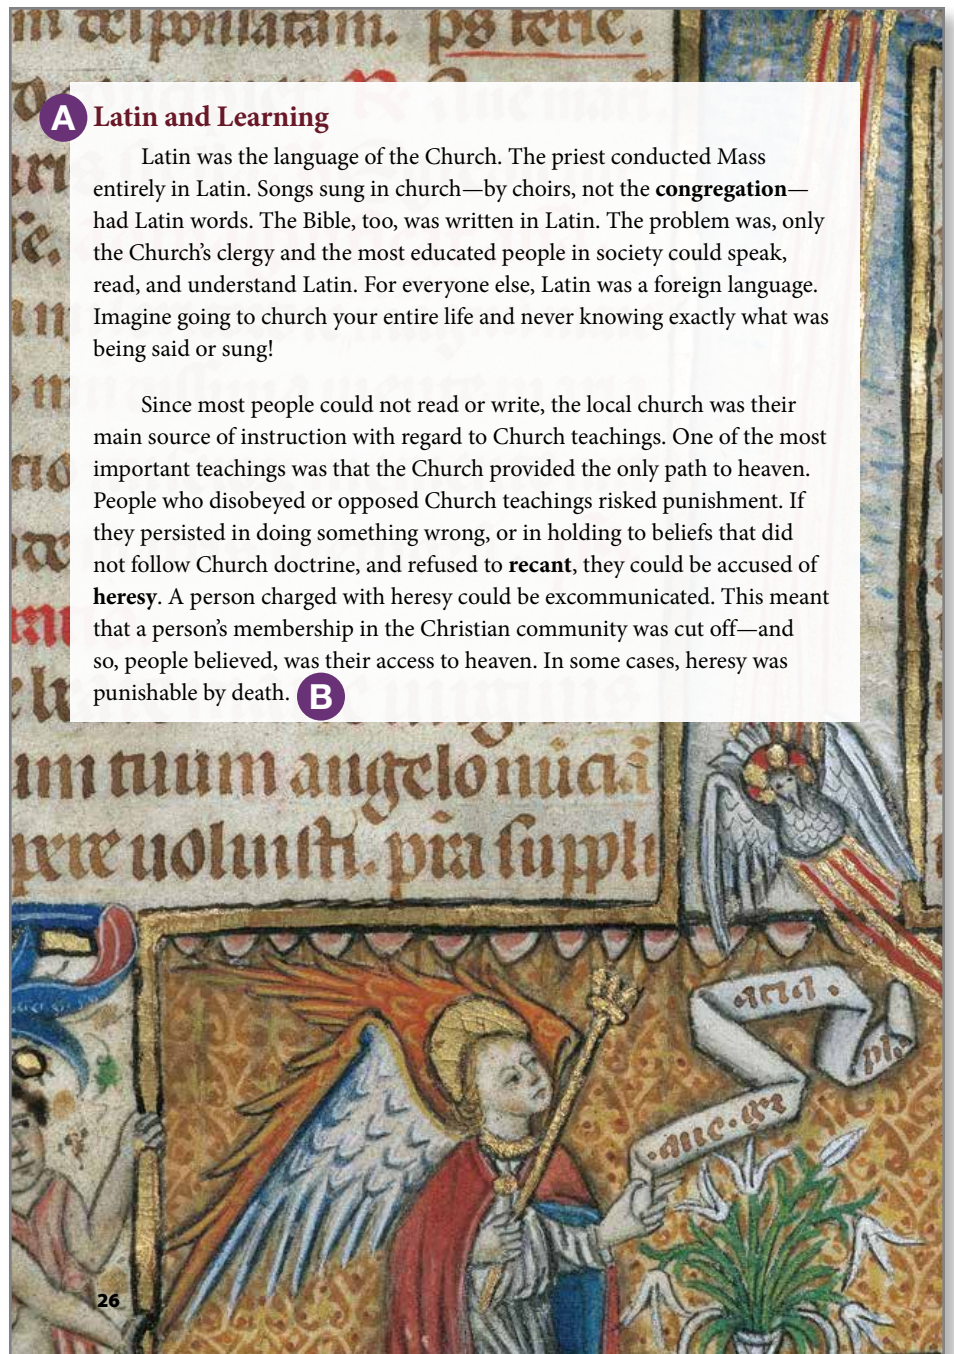 A Latin and Learning
Latin was the language of the Church. The priest conducted Mass
entirely in Latin. Songs sung in church—by choirs, not the congregation—
had Latin words. The Bible, too, was written in Latin. The problem was, only
the Church’s clergy and the most educated people in society could speak,
read, and understand Latin. For everyone else, Latin was a foreign language.
Imagine going to church your entire life and never knowing exactly what was
being said or sung!
Since most people could not read or write, the local church was their
main source of instruction with regard to Church teachings. One of the most
important teachings was that the Church provided the only path to heaven.
People who disobeyed or opposed Church teachings risked punishment. If
they persisted in doing something wrong, or in holding to beliefs that did
not follow Church doctrine, and refused to recant, they could be accused of
heresy. A person charged with heresy could be excommunicated. This meant
that a person’s membership in the Christian community was cut off—and
so, people believed, was their access to heaven. In some cases, heresy was
punishable by death. B
um tuum angelo
uoluisti. suppli
26